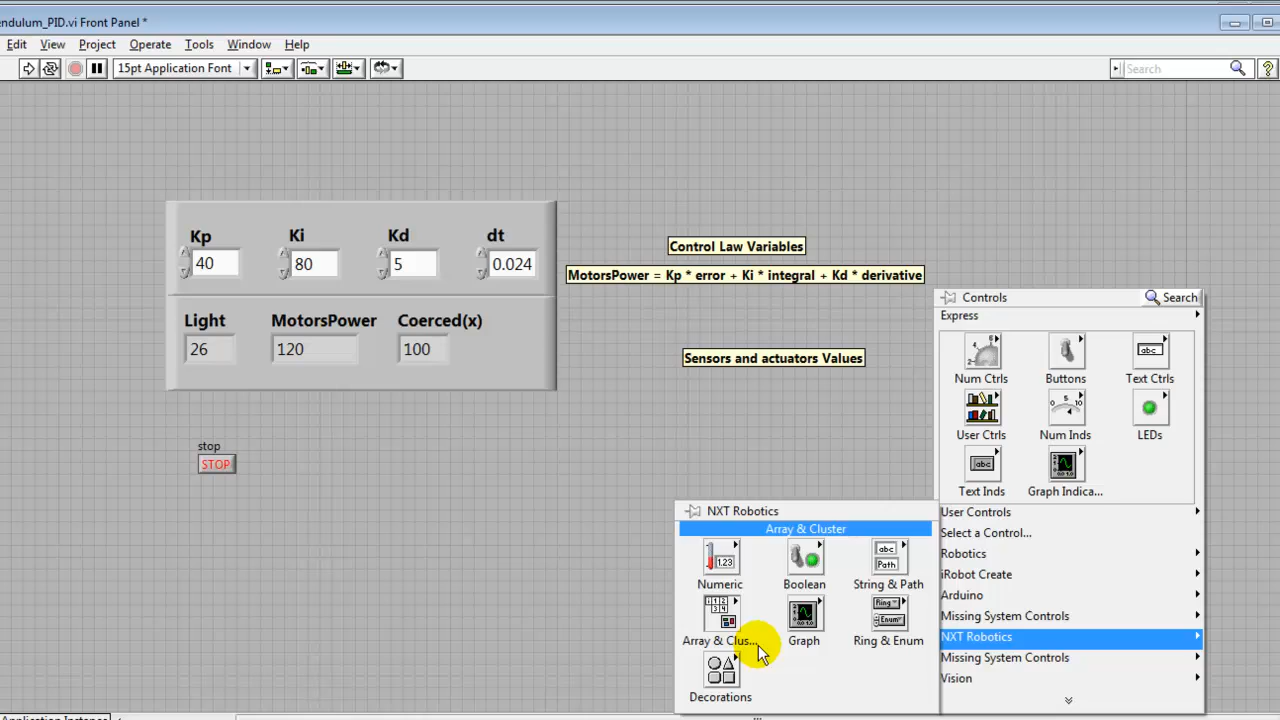 endulum_PID.vi Front Panel *
Edit View Project Operate Tools Window Help
15pt Application Font
Search
?
Kp Ki Kd dt
40 80 5 0.024
Control Law Variables
MotorsPower = Kp * error + Ki * integral + Kd * derivative
Light MotorsPower Coerced(x)
26 120 100
Sensors and actuators Values
stop
STOP
Controls Search
Express
Num Ctrls Buttons Text Ctrls
User Ctrls Num Inds LEDs
Text Inds Graph Indica...
User Controls
Select a Control...
Robotics
iRobot Create
Arduino
Missing System Controls
NXT Robotics
Missing System Controls
Vision
NXT Robotics
Array & Cluster
Numeric Boolean String & Path
Array & Clus... Graph Ring & Enum
Decorations
Application Instance